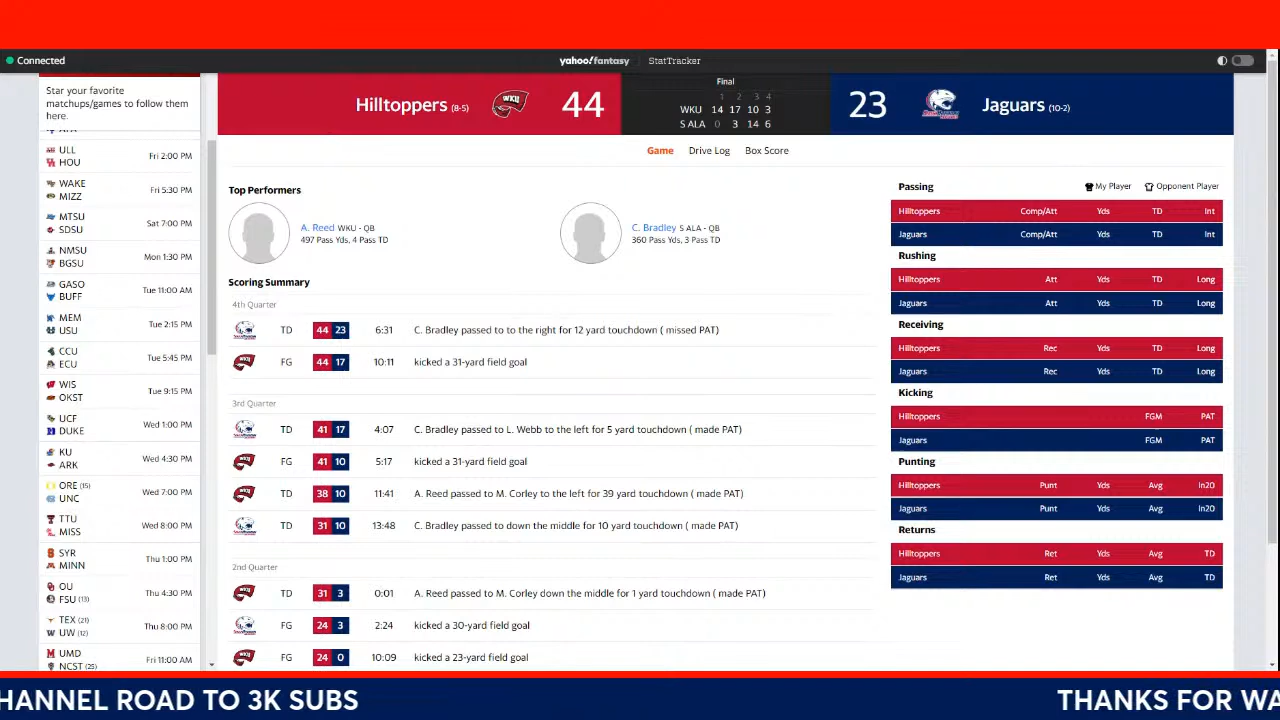 Connected
yahoo!fantasy StatTracker
Star your favorite
matchups/games to follow them
here.
ULL
HOU
Fri 2:00 PM
WAKE
MIZZ
Fri 5:30 PM
MTSU
SDSU
Sat 7:00 PM
NMSU
BGSU
Mon 1:30 PM
GASO
BUFF
Tue 11:00 AM
MEM
USU
Tue 2:15 PM
CCU
ECU
Tue 5:45 PM
WIS
OKST
Tue 9:15 PM
UCF
DUKE
Wed 1:00 PM
KU
ARK
Wed 4:30 PM
ORE (15)
UNC
Wed 7:00 PM
TTU
MISS
Wed 8:00 PM
SYR
MINN
Thu 1:00 PM
OU
FSU (13)
Thu 4:30 PM
TEX (21)
UW (12)
Thu 8:00 PM
UMD
NCST (25)
Fri 11:00 AM
Hilltoppers (8-5) WKU 44
Final
1 2 3 4
WKU 14 17 10 3
S ALA 0 3 14 6
23 Jaguars (10-2)
Game Drive Log Box Score
Top Performers
A. Reed WKU - QB
497 Pass Yds, 4 Pass TD
C. Bradley S ALA - QB
360 Pass Yds, 3 Pass TD
Scoring Summary
4th Quarter
TD 44 23 6:31 C. Bradley passed to to the right for 12 yard touchdown ( missed PAT)
FG 44 17 10:11 kicked a 31-yard field goal
3rd Quarter
TD 41 17 4:07 C. Bradley passed to L. Webb to the left for 5 yard touchdown ( made PAT)
FG 41 10 5:17 kicked a 31-yard field goal
TD 38 10 11:41 A. Reed passed to M. Corley to the left for 39 yard touchdown ( made PAT)
TD 31 10 13:48 C. Bradley passed to down the middle for 10 yard touchdown ( made PAT)
2nd Quarter
TD 31 3 0:01 A. Reed passed to M. Corley down the middle for 1 yard touchdown ( made PAT)
FG 24 3 2:24 kicked a 30-yard field goal
FG 24 0 10:09 kicked a 23-yard field goal
Passing My Player Opponent Player
Hilltoppers Comp/Att Yds TD Int
Jaguars Comp/Att Yds TD Int
Rushing
Hilltoppers Att Yds TD Long
Jaguars Att Yds TD Long
Receiving
Hilltoppers Rec Yds TD Long
Jaguars Rec Yds TD Long
Kicking
Hilltoppers FGM PAT
Jaguars FGM PAT
Punting
Hilltoppers Punt Yds Avg In20
Jaguars Punt Yds Avg In20
Returns
Hilltoppers Ret Yds Avg TD
Jaguars Ret Yds Avg TD
HANNEL ROAD TO 3K SUBS THANKS FOR WA